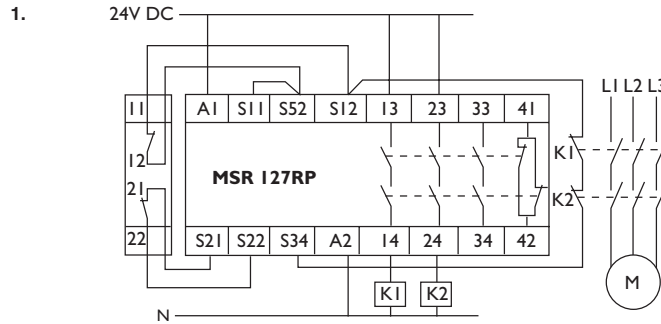 1.
24V DC
L1 L2 L3
11
A1 S11 S52 S12 13 23 33 41
12
K1
MSR 127RP
21
K2
22
S21 S22 S34 A2 14 24 34 42
K1 K2
M
N